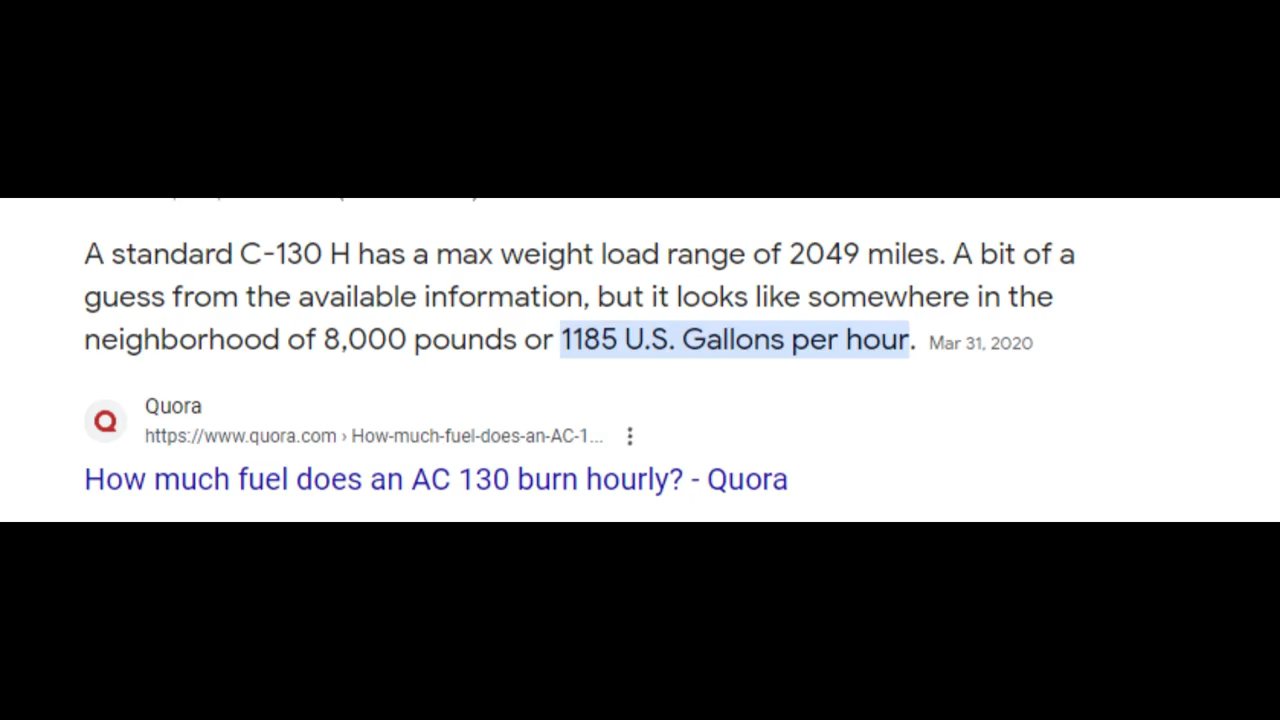 A standard C-130 H has a max weight load range of 2049 miles. A bit of a
guess from the available information, but it looks like somewhere in the
neighborhood of 8,000 pounds or 1185 U.S. Gallons per hour. Mar 31, 2020
Quora
https://www.quora.com › How-much-fuel-does-an-AC-1...
How much fuel does an AC 130 burn hourly? - Quora